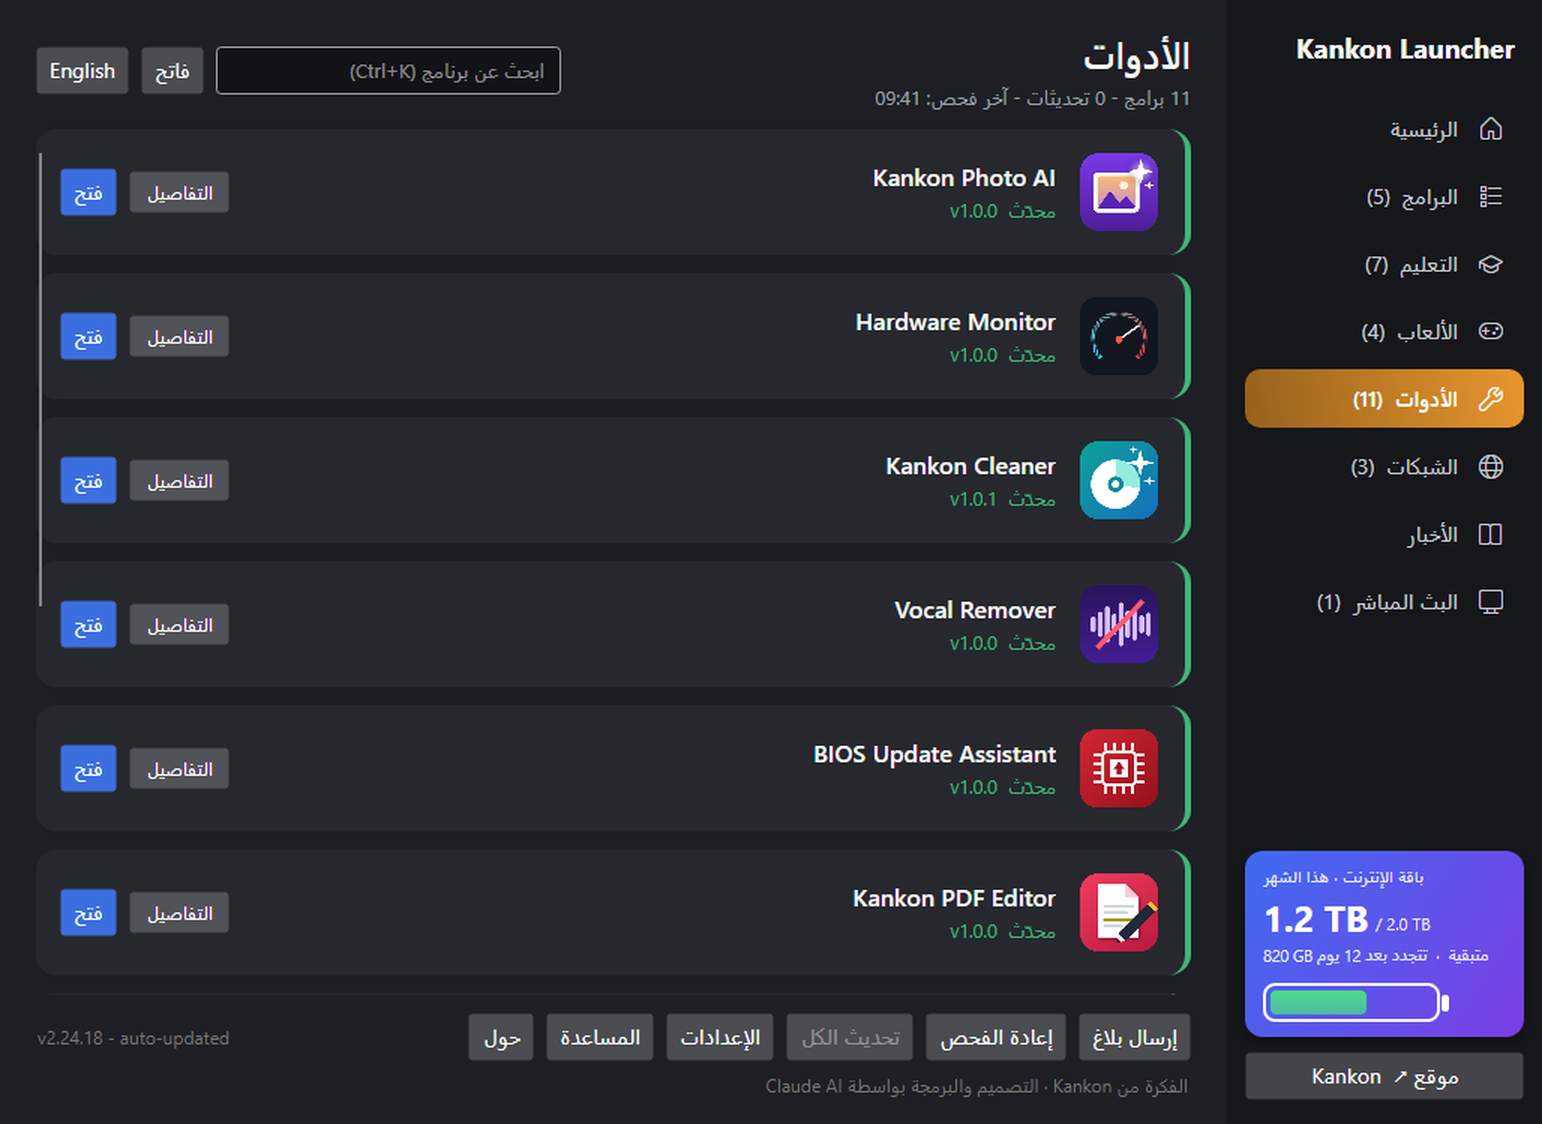 Kankon Launcher
الرئيسية
البرامج (5)
التعليم (7)
الألعاب (4)
الأدوات (11)
الشبكات (3)
الأخبار
البث المباشر (1)
باقة الإنترنت · هذا الشهر
1.2 TB / 2.0 TB
820 GB متبقية · تتجدد بعد 12 يوم
موقع Kankon ↗
الأدوات
11 برامج - 0 تحديثات - آخر فحص: 09:41
ابحث عن برنامج (Ctrl+K)
فاتح
English
Kankon Photo AI
محدّث v1.0.0
التفاصيل
فتح
Hardware Monitor
محدّث v1.0.0
التفاصيل
فتح
Kankon Cleaner
محدّث v1.0.1
التفاصيل
فتح
Vocal Remover
محدّث v1.0.0
التفاصيل
فتح
BIOS Update Assistant
محدّث v1.0.0
التفاصيل
فتح
Kankon PDF Editor
محدّث v1.0.0
التفاصيل
فتح
إرسال بلاغ
إعادة الفحص
تحديث الكل
الإعدادات
المساعدة
حول
v2.24.18 - auto-updated
الفكرة من Kankon · التصميم والبرمجة بواسطة Claude AI